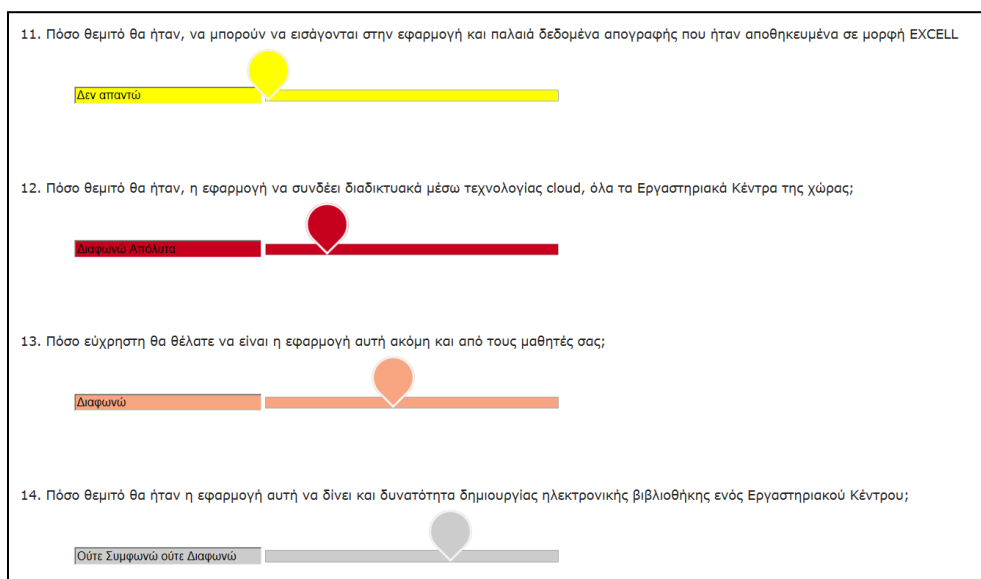 11. Πόσο θεμιτό θα ήταν, να μπορούν να εισάγονται στην εφαρμογή και παλαιά δεδομένα απογραφής που ήταν αποθηκευμένα σε μορφή EXCELL
Δεν απαντώ
12. Πόσο θεμιτό θα ήταν, η εφαρμογή να συνδέει διαδικτυακά μέσω τεχνολογίας cloud, όλα τα Εργαστηριακά Κέντρα της χώρας;
Διαφωνώ Απόλυτα
13. Πόσο εύχρηστη θα θέλατε να είναι η εφαρμογή αυτή ακόμη και από τους μαθητές σας;
Διαφωνώ
14. Πόσο θεμιτό θα ήταν η εφαρμογή αυτή να δίνει και δυνατότητα δημιουργίας ηλεκτρονικής βιβλιοθήκης ενός Εργαστηριακού Κέντρου;
Ούτε Συμφωνώ ούτε Διαφωνώ